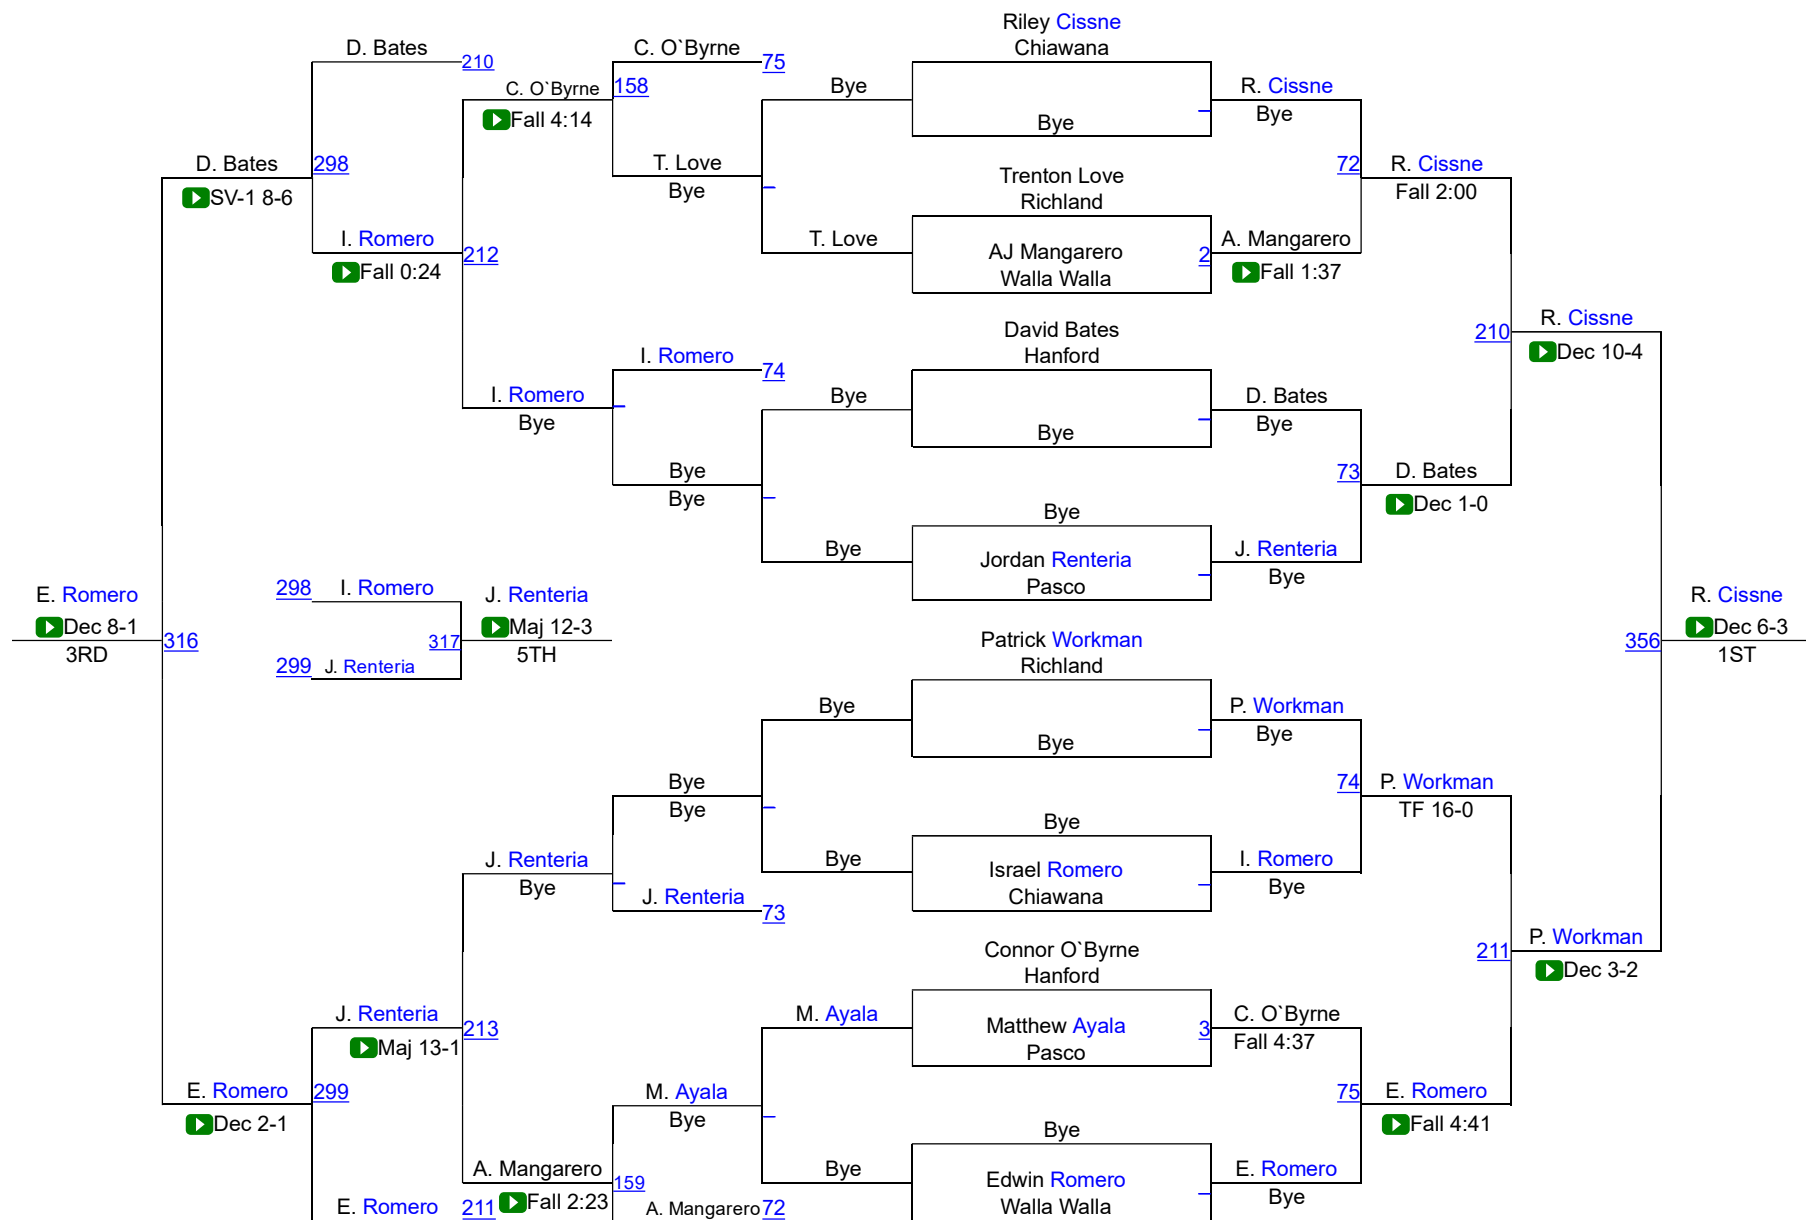 Riley Cissne
Chiawana
D. Bates
210
C. O`Byrne
75
C. O`Byrne
158
Fall 4:14
Bye
R. Cissne
Bye
Bye
D. Bates
298
SV-1 8-6
T. Love
Bye
Trenton Love
Richland
72
R. Cissne
Fall 2:00
I. Romero
212
Fall 0:24
T. Love
AJ Mangarero
Walla Walla
2
A. Mangarero
Fall 1:37
David Bates
Hanford
210
R. Cissne
Dec 10-4
I. Romero
74
I. Romero
Bye
Bye
D. Bates
Bye
Bye
Bye
Bye
73
D. Bates
Dec 1-0
Bye
Bye
Jordan Renteria
Pasco
J. Renteria
Bye
E. Romero
Dec 8-1
3RD
316
298
I. Romero
299
J. Renteria
317
J. Renteria
Maj 12-3
5TH
R. Cissne
Dec 6-3
1ST
356
Patrick Workman
Richland
Bye
P. Workman
Bye
Bye
Bye
Bye
74
P. Workman
TF 16-0
Bye
J. Renteria
Bye
Bye
Israel Romero
Chiawana
I. Romero
Bye
J. Renteria
73
Connor O`Byrne
Hanford
211
P. Workman
Dec 3-2
J. Renteria
213
Maj 13-1
M. Ayala
Matthew Ayala
Pasco
3
C. O`Byrne
Fall 4:37
E. Romero
299
Dec 2-1
M. Ayala
Bye
75
E. Romero
Fall 4:41
Bye
A. Mangarero
159
Fall 2:23
Bye
Edwin Romero
Walla Walla
E. Romero
Bye
E. Romero
211
A. Mangarero
72